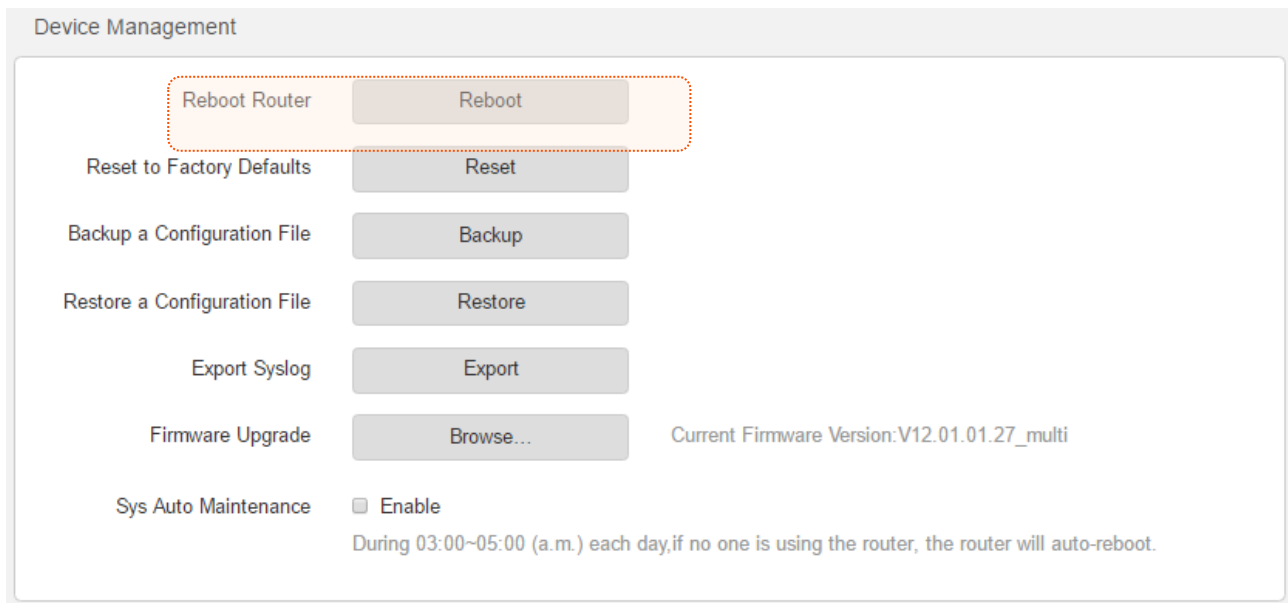 Device Management
Reboot Router Reboot
Reset to Factory Defaults Reset
Backup a Configuration File Backup
Restore a Configuration File Restore
Export Syslog Export
Firmware Upgrade Browse... Current Firmware Version:V12.01.01.27_multi
Sys Auto Maintenance Enable
During 03:00~05:00 (a.m.) each day,if no one is using the router, the router will auto-reboot.